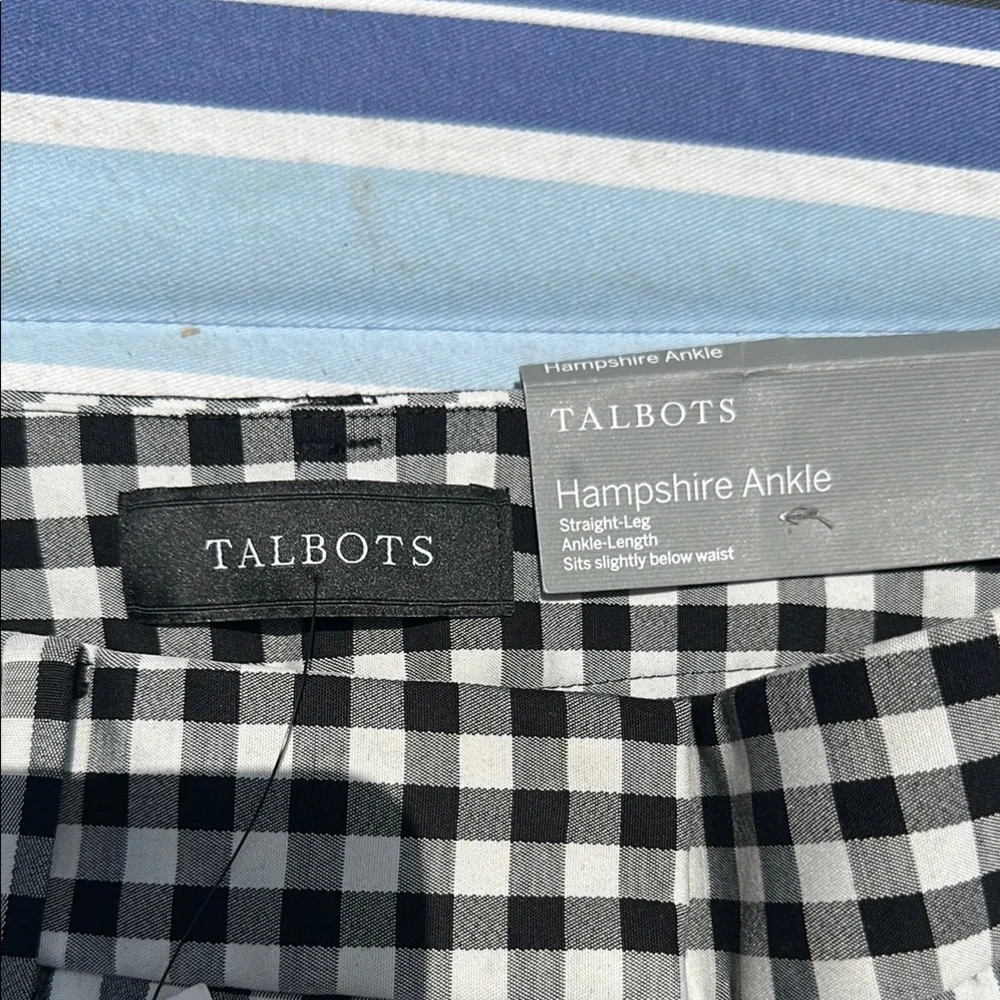 Hampshire Ankle
TALBOTS
Hampshire Ankle
Straight-Leg
Ankle-Length
Sits slightly below waist
TALBOTS